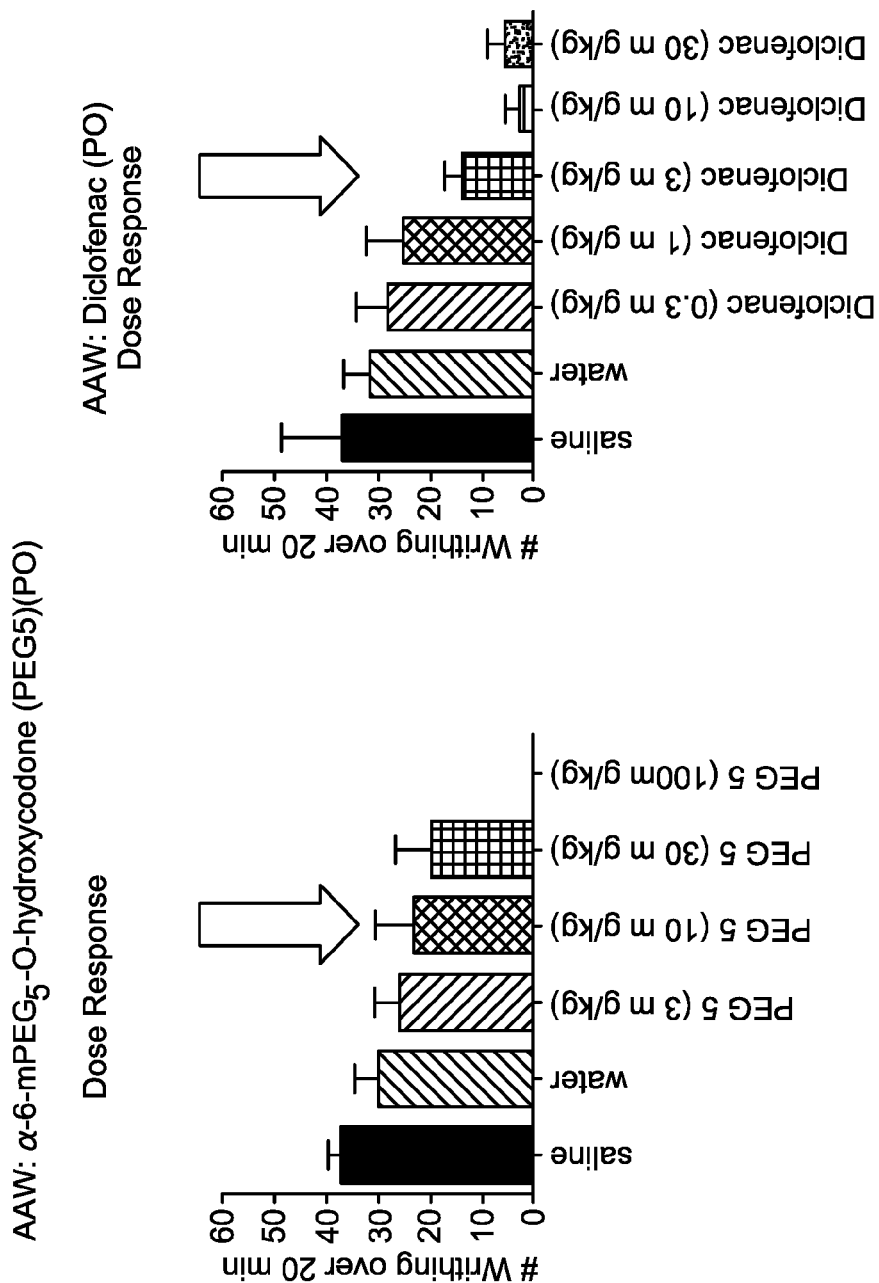 AAW: α-6-mPEG5-O-hydroxycodone (PEG5)(PO)
Dose Response
# Writhing over 20 min
60
50
40
30
20
10
0
saline
water
PEG 5 (3 m g/kg)
PEG 5 (10 m g/kg)
PEG 5 (30 m g/kg)
PEG 5 (100m g/kg)
AAW: Diclofenac (PO)
Dose Response
# Writhing over 20 min
60
50
40
30
20
10
0
saline
water
Diclofenac (0.3 m g/kg)
Diclofenac (1 m g/kg)
Diclofenac (3 m g/kg)
Diclofenac (10 m g/kg)
Diclofenac (30 m g/kg)